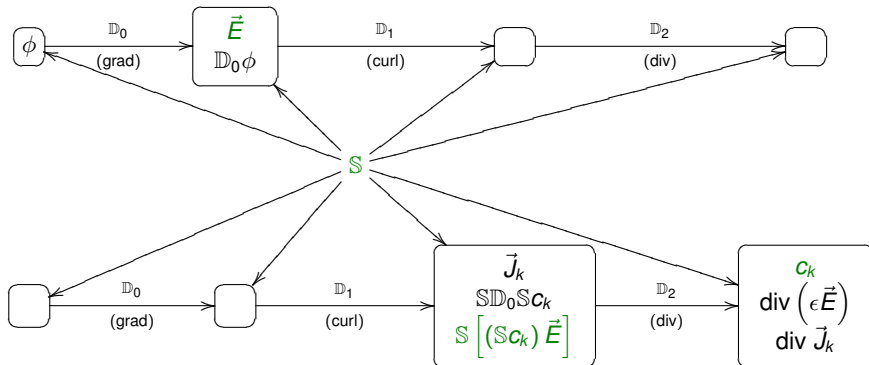 𝔻₀ 𝔻₁ 𝔻₂
ϕ
E⃗
𝔻₀ϕ
(grad) (curl) (div)
𝕊
J⃗ₖ
𝕊𝔻₀𝕊cₖ
𝕊[(𝕊cₖ) E⃗]
cₖ
div (ϵE⃗)
div J⃗ₖ
𝔻₀ 𝔻₁ 𝔻₂
(grad) (curl) (div)